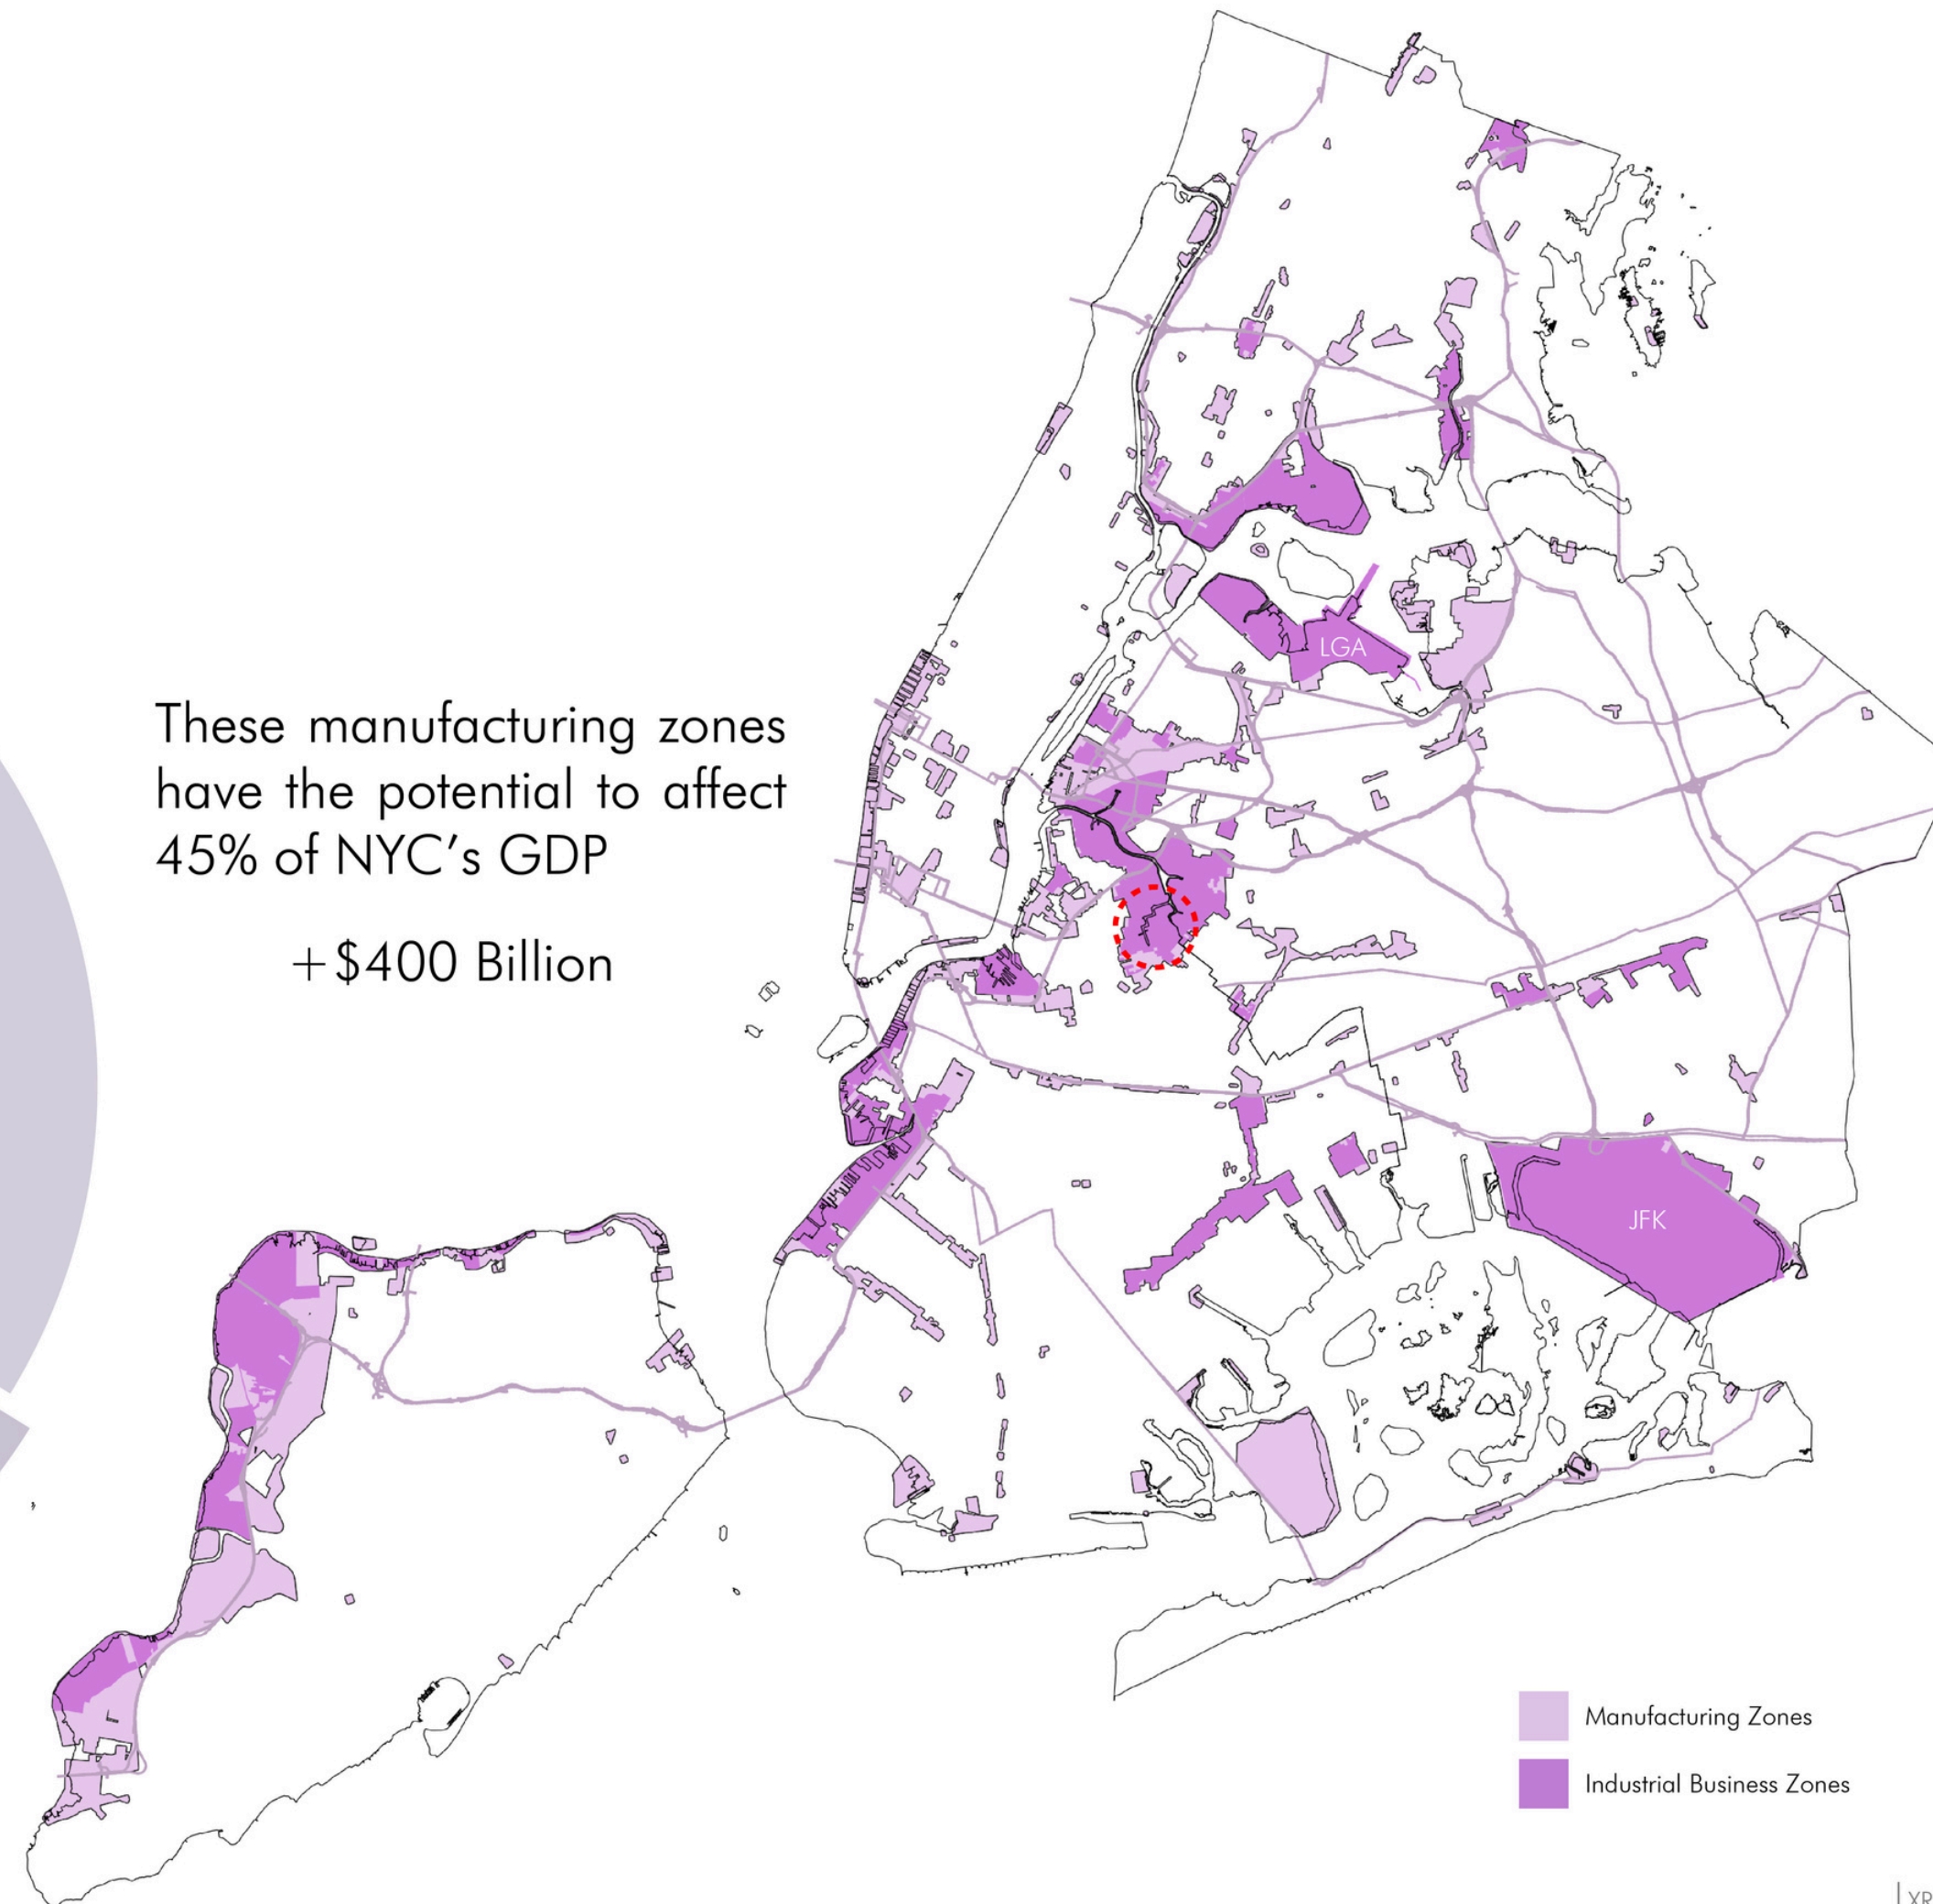 These manufacturing zones
have the potential to affect
45% of NYC's GDP
+$400 Billion
LGA
JFK
Manufacturing Zones
Industrial Business Zones
XR